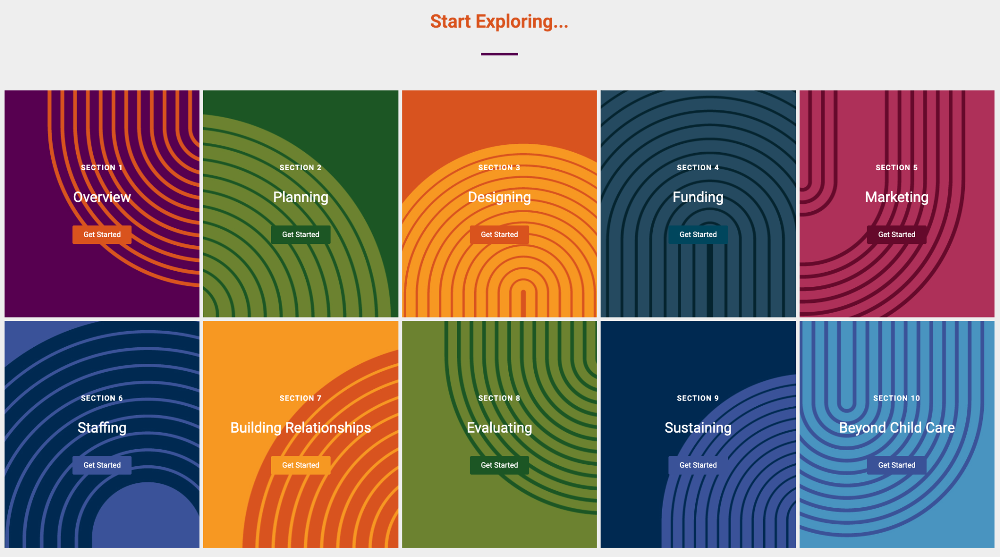 Start Exploring...
SECTION 1
Overview
Get Started
SECTION 2
Planning
Get Started
SECTION 3
Designing
Get Started
SECTION 4
Funding
Get Started
SECTION 5
Marketing
Get Started
SECTION 6
Staffing
Get Started
SECTION 7
Building Relationships
Get Started
SECTION 8
Evaluating
Get Started
SECTION 9
Sustaining
Get Started
SECTION 10
Beyond Child Care
Get Started